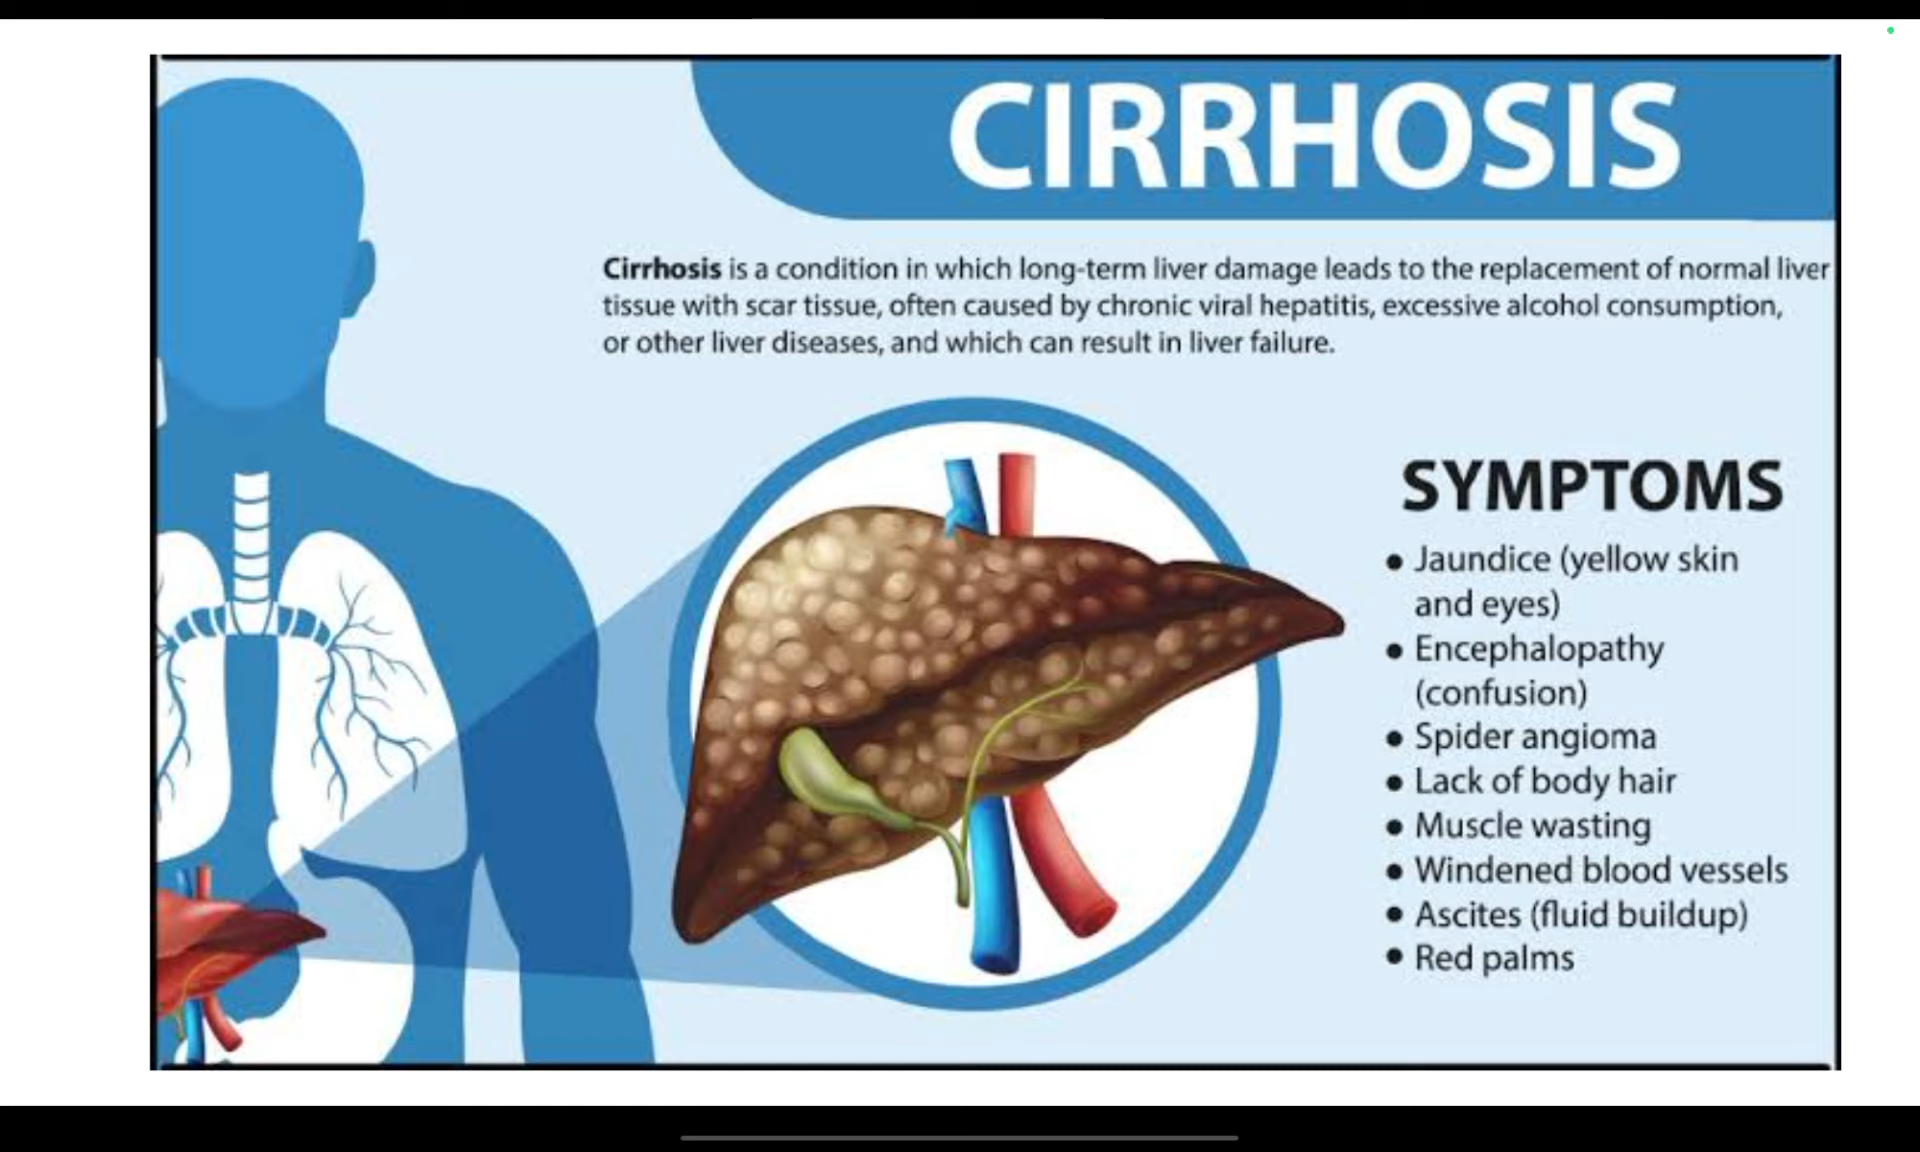 CIRRHOSIS
Cirrhosis is a condition in which long-term liver damage leads to the replacement of normal liver
tissue with scar tissue, often caused by chronic viral hepatitis, excessive alcohol consumption,
or other liver diseases, and which can result in liver failure.
SYMPTOMS
• Jaundice (yellow skin
and eyes)
• Encephalopathy
(confusion)
• Spider angioma
• Lack of body hair
• Muscle wasting
• Windened blood vessels
• Ascites (fluid buildup)
• Red palms